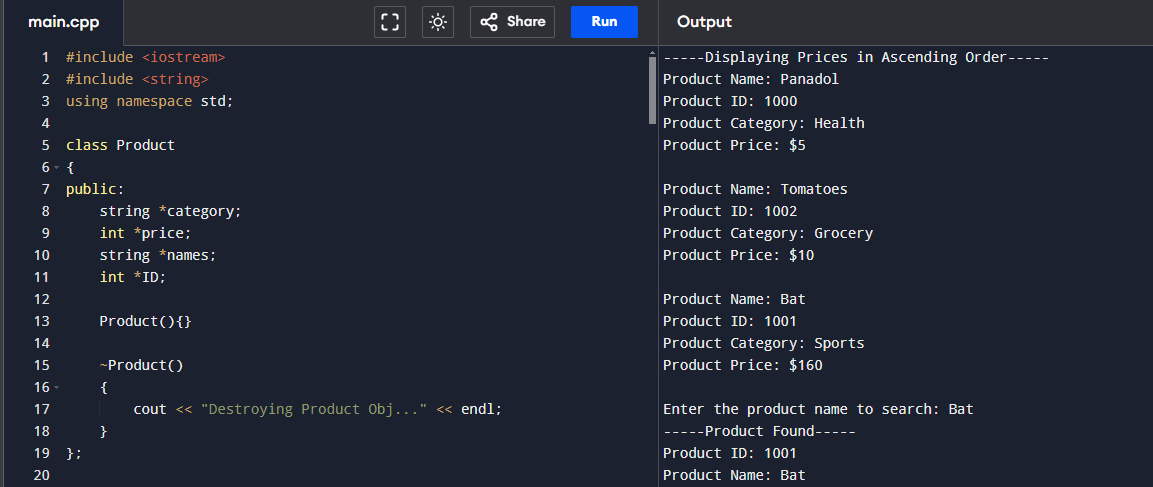 main.cpp
Share
Run
Output
1 #include <iostream>
2 #include <string>
3 using namespace std;
4
5 class Product
6 {
7 public:
8 string *category;
9 int *price;
10 string *names;
11 int *ID;
12
13 Product(){}
14
15 ~Product()
16 {
17 cout << "Destroying Product Obj..." << endl;
18 }
19 };
20
-----Displaying Prices in Ascending Order-----
Product Name: Panadol
Product ID: 1000
Product Category: Health
Product Price: $5
Product Name: Tomatoes
Product ID: 1002
Product Category: Grocery
Product Price: $10
Product Name: Bat
Product ID: 1001
Product Category: Sports
Product Price: $160
Enter the product name to search: Bat
-----Product Found-----
Product ID: 1001
Product Name: Bat